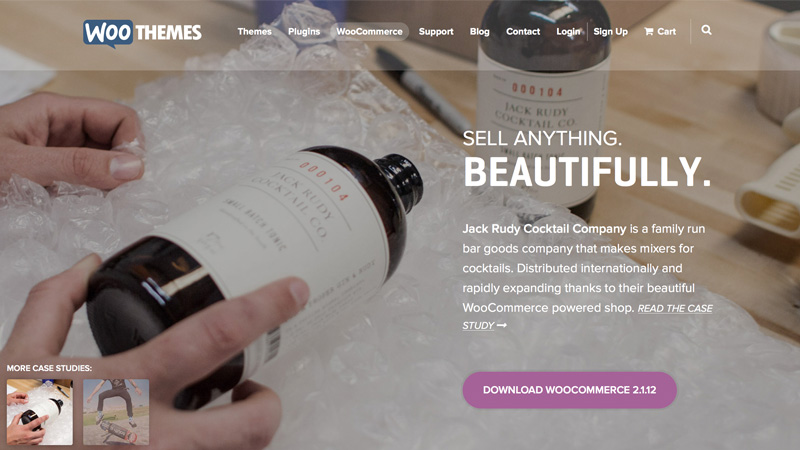 WOO THEMES
Themes Plugins WooCommerce Support Blog Contact Login Sign Up Cart
000104
JACK RUDY
COCKTAIL CO.
SELL ANYTHING.
BEAUTIFULLY.
000104
JACK RUDY
COCKTAIL CO.
SMALL BATCH TONIC
Jack Rudy Cocktail Company is a family run
bar goods company that makes mixers for
cocktails. Distributed internationally and
rapidly expanding thanks to their beautiful
WooCommerce powered shop. READ THE CASE
STUDY
MORE CASE STUDIES:
DOWNLOAD WOOCOMMERCE 2.1.12